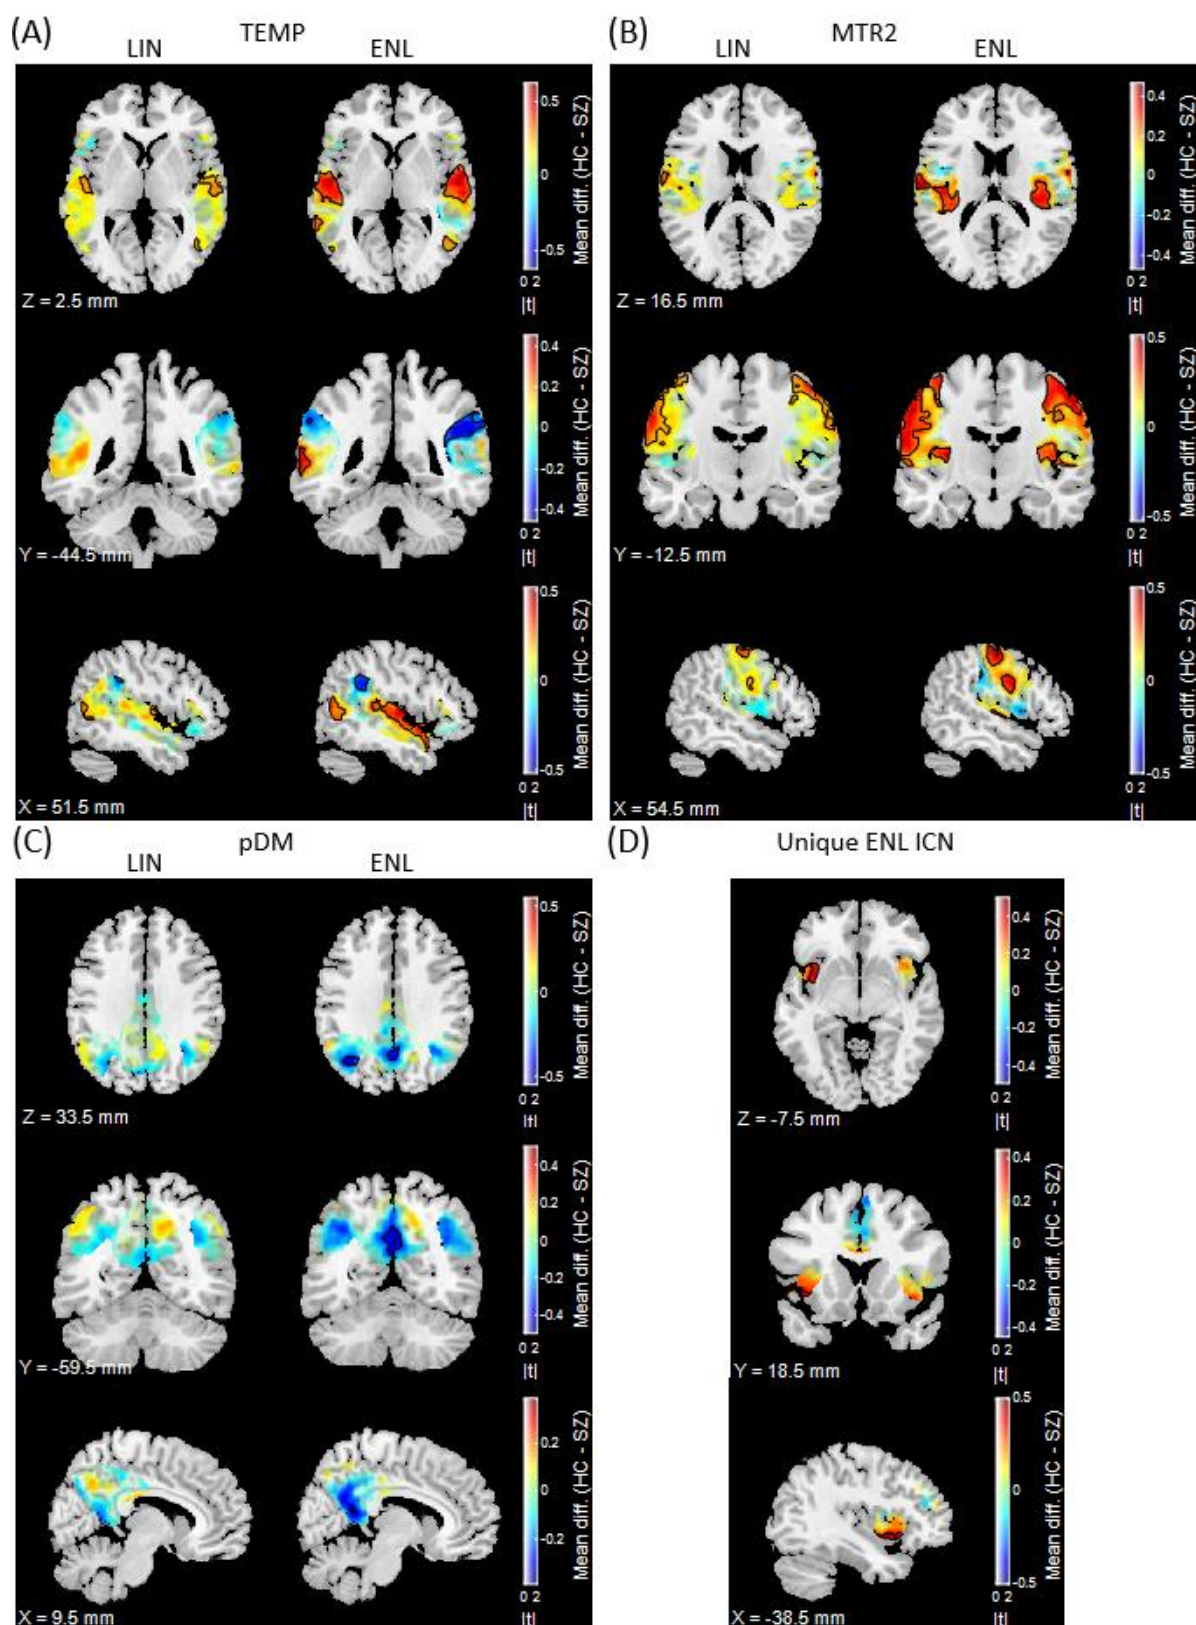 (A) TEMP
LIN ENL
0.5
0
-0.5
Mean diff. (HC - SZ)
0 2
|t|
Z = 2.5 mm
0.4
0.2
0
-0.2
-0.4
Mean diff. (HC - SZ)
0 2
|t|
Y = -44.5 mm
0.5
0
-0.5
Mean diff. (HC - SZ)
0 2
|t|
X = 51.5 mm
(B) MTR2
LIN ENL
0.4
0.2
0
-0.2
-0.4
Mean diff. (HC - SZ)
0 2
|t|
Z = 16.5 mm
0.5
0
-0.5
Mean diff. (HC - SZ)
0 2
|t|
Y = -12.5 mm
0.5
0
-0.5
Mean diff. (HC - SZ)
0 2
|t|
X = 54.5 mm
(C) pDM
LIN ENL
0.5
0
-0.5
Mean diff. (HC - SZ)
0 2
|t|
Z = 33.5 mm
0.4
0.2
0
-0.2
-0.4
Mean diff. (HC - SZ)
0 2
|t|
Y = -59.5 mm
0.2
0
-0.2
Mean diff. (HC - SZ)
0 2
|t|
X = 9.5 mm
(D) Unique ENL ICN
0.4
0.2
0
-0.2
-0.4
Mean diff. (HC - SZ)
0 2
|t|
Z = -7.5 mm
0.4
0.2
0
-0.2
-0.4
Mean diff. (HC - SZ)
0 2
|t|
Y = 18.5 mm
0.5
0
-0.5
Mean diff. (HC - SZ)
0 2
|t|
X = -38.5 mm